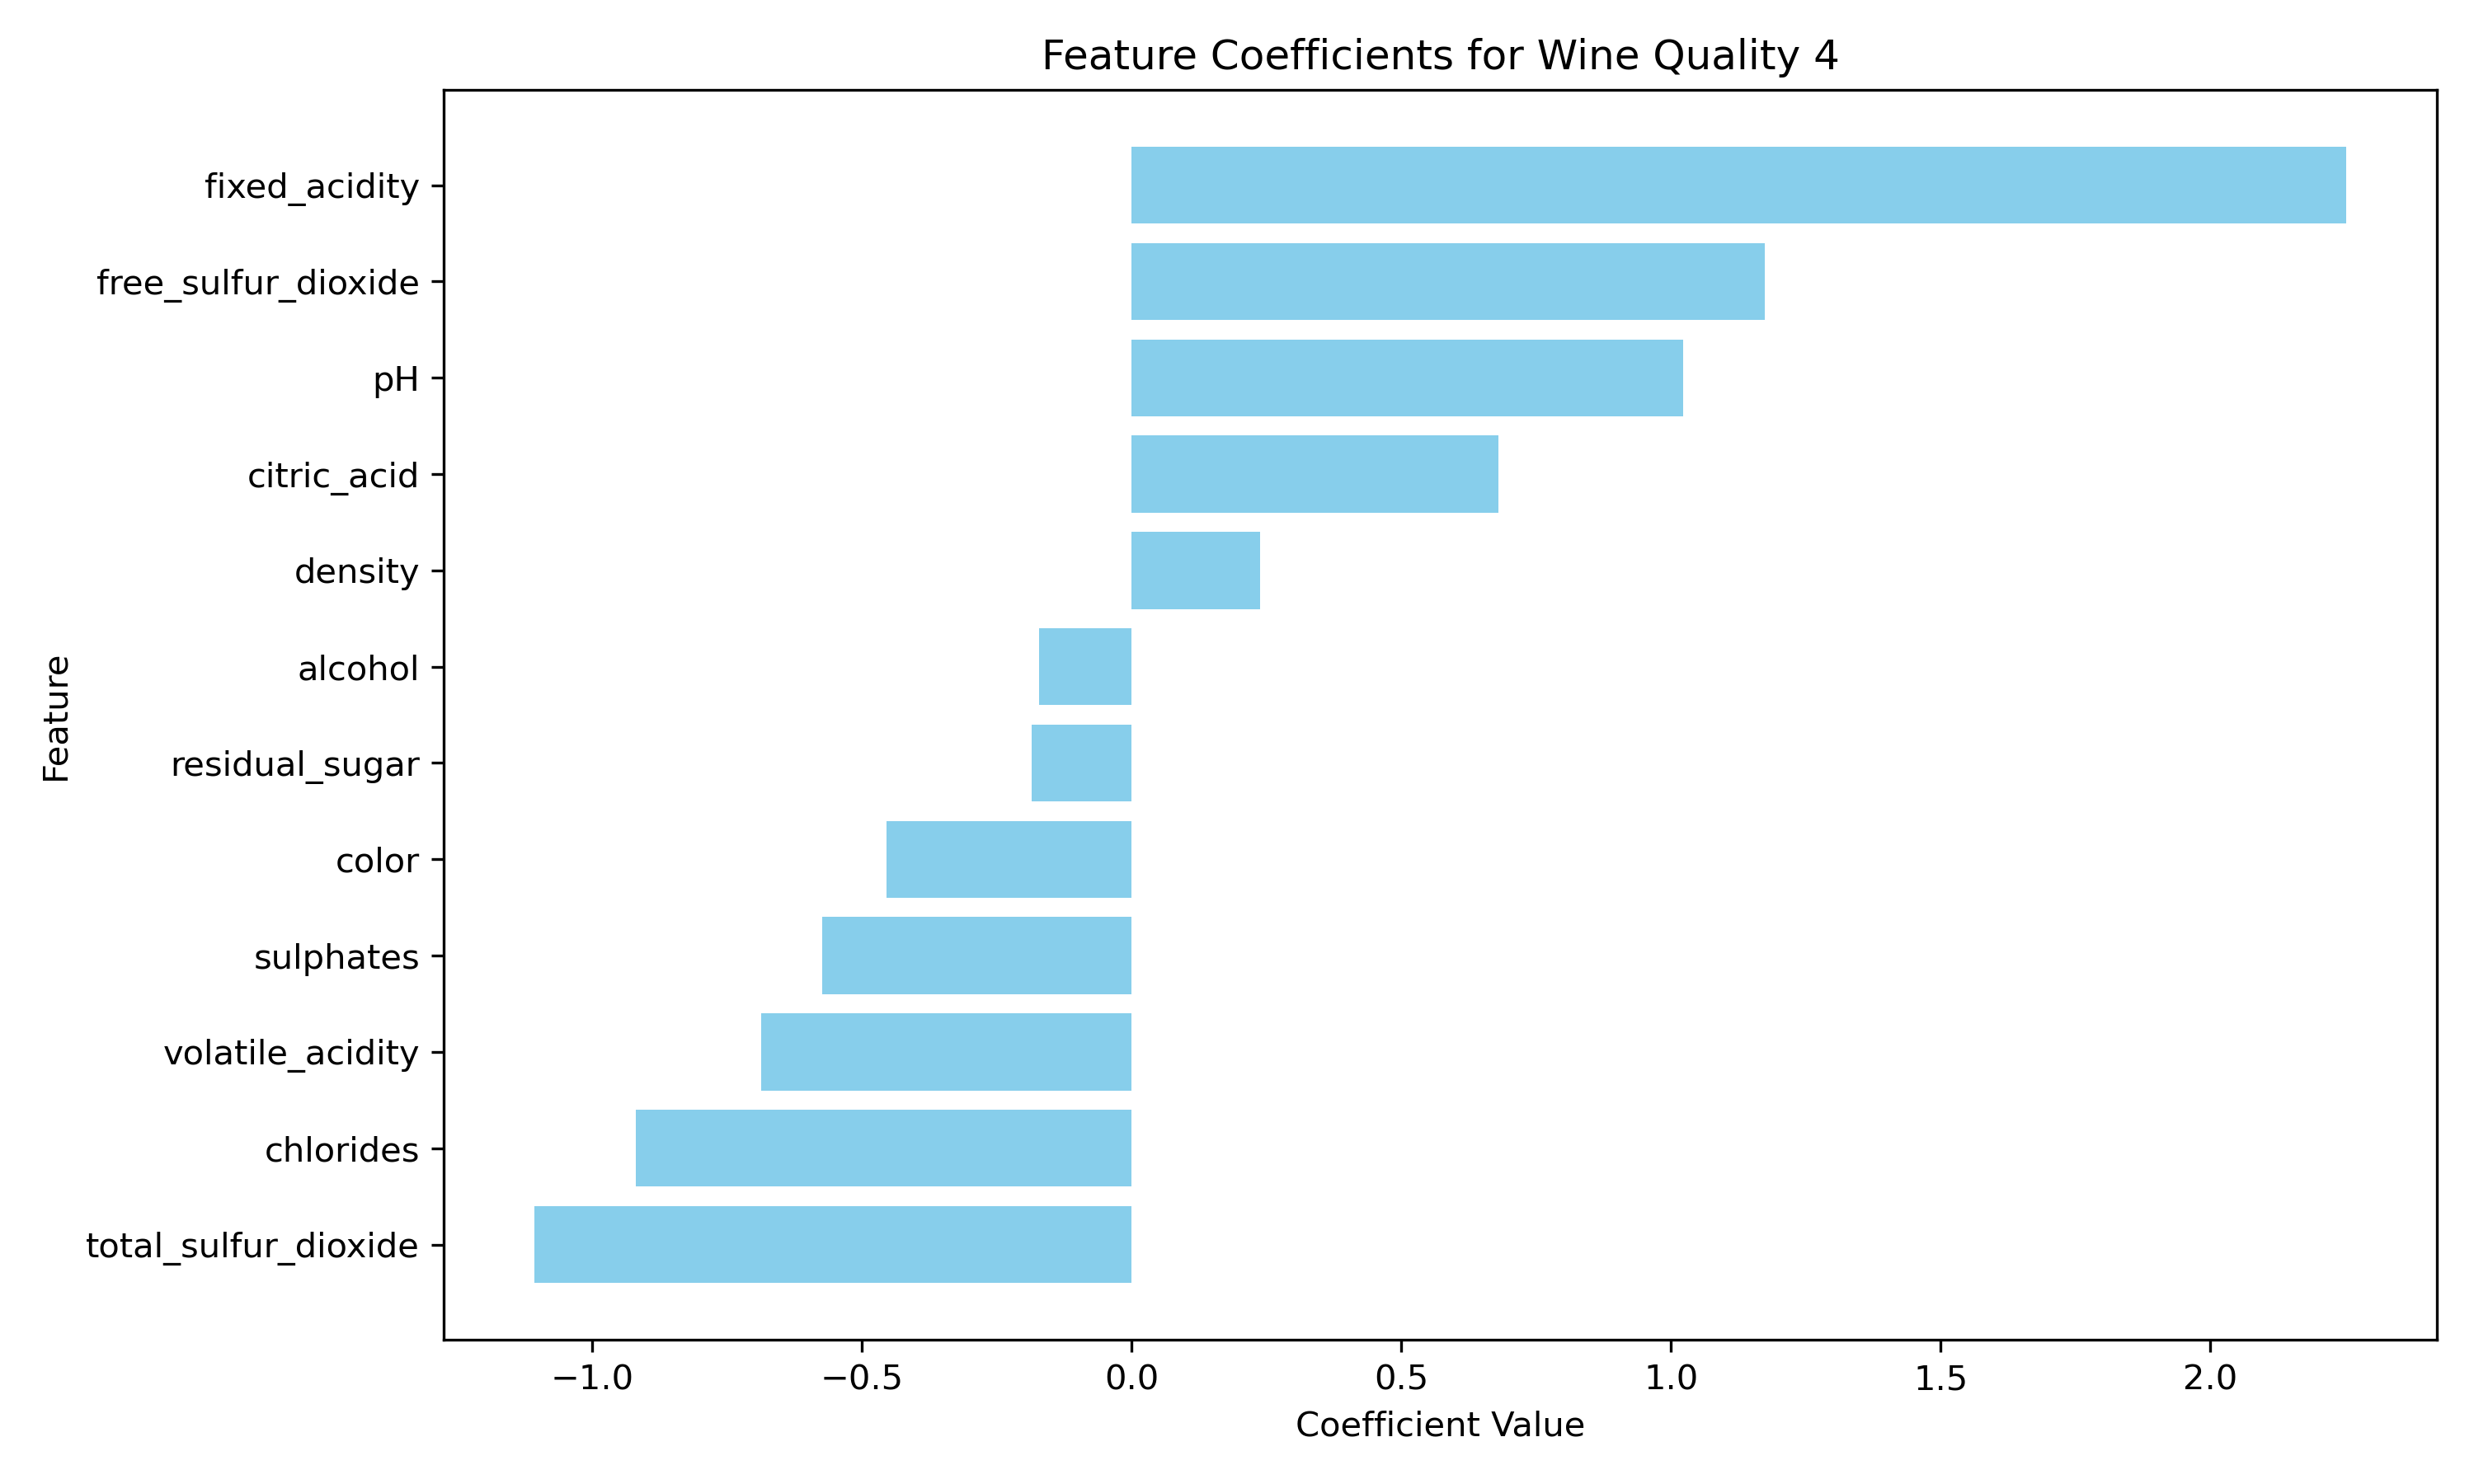 Feature Coefficients for Wine Quality 4
Feature
fixed_acidity
free_sulfur_dioxide
pH
citric_acid
density
alcohol
residual_sugar
color
sulphates
volatile_acidity
chlorides
total_sulfur_dioxide
−1.0 −0.5 0.0 0.5 1.0 1.5 2.0
Coefficient Value